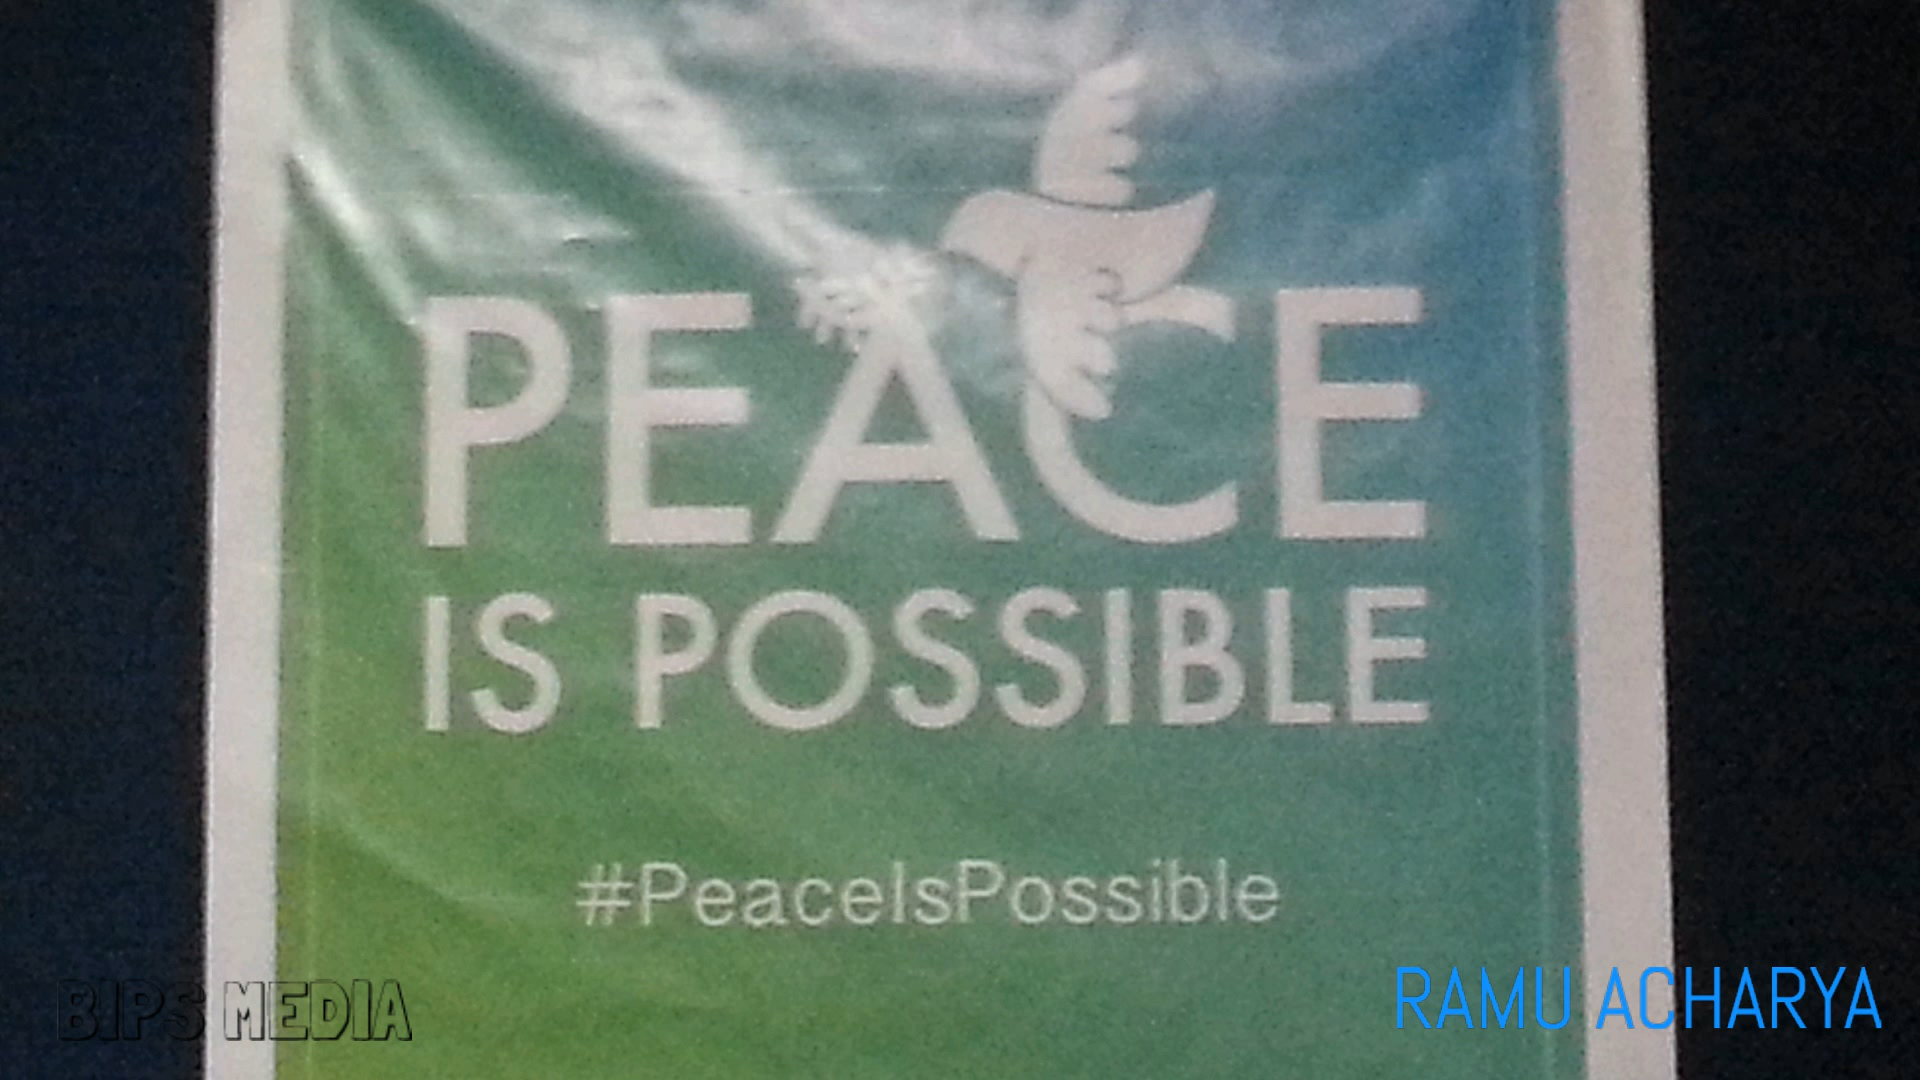 PEACE
IS POSSIBLE
#PeaceIsPossible
BIPS MEDIA
RAMU ACHARYA